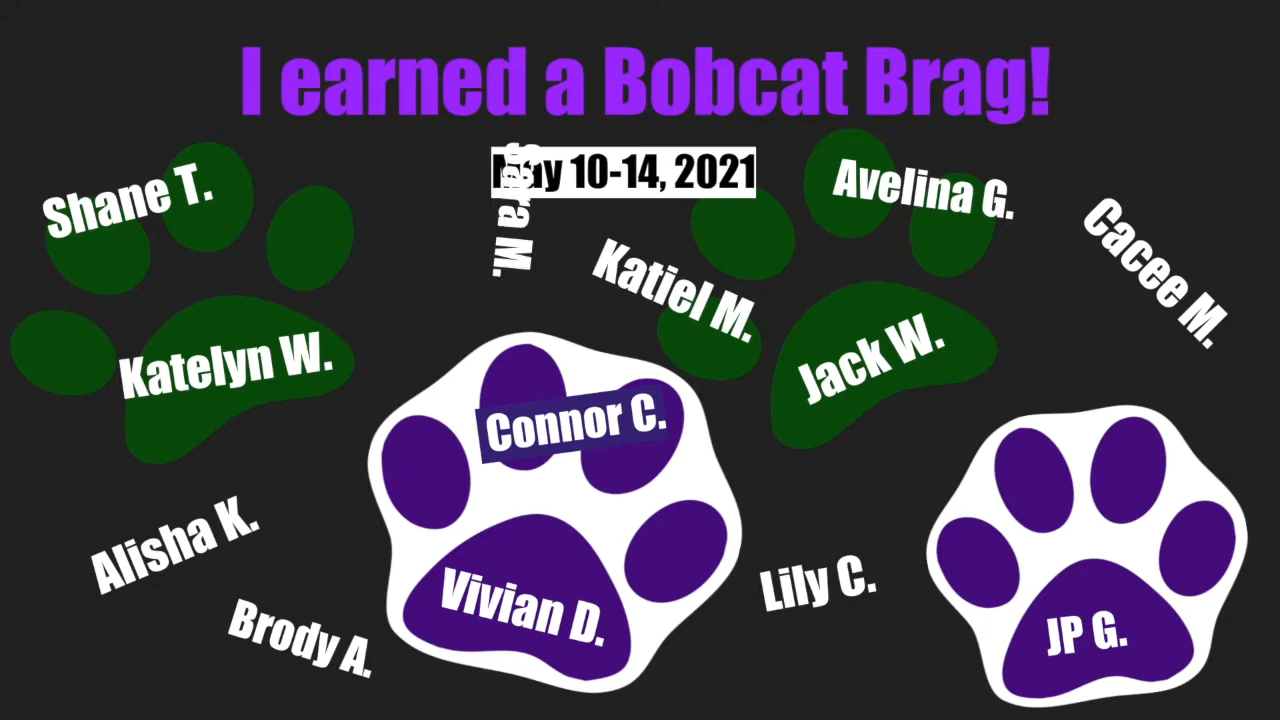 I earned a Bobcat Brag!
May 10-14, 2021
Shane T.
Avelina G.
Cacee M.
M.
Katiel M.
Katelyn W.
Jack W.
Connor C.
Alisha K.
Vivian D.
Lily C.
Brody A.
JP G.